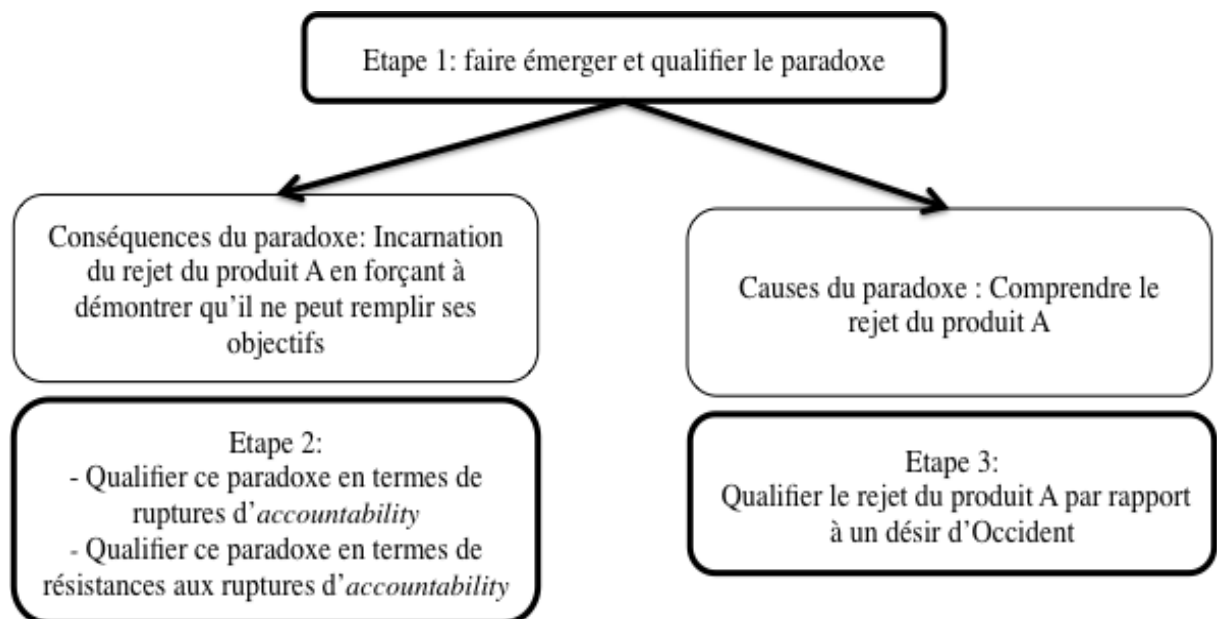 Etape 1: faire émerger et qualifier le paradoxe
Conséquences du paradoxe: Incarnation
du rejet du produit A en forçant à
démontrer qu’il ne peut remplir ses
objectifs
Causes du paradoxe : Comprendre le
rejet du produit A
Etape 2:
- Qualifier ce paradoxe en termes de
ruptures d’accountability
- Qualifier ce paradoxe en termes de
résistances aux ruptures d’accountability
Etape 3:
Qualifier le rejet du produit A par rapport
à un désir d’Occident